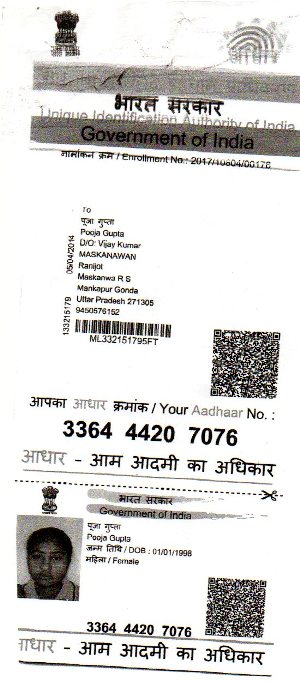 भारत सरकार
Unique Identification Authority of India
Government of India
नामांकन क्रम / Enrollment No.: 2017/10604/00176
To
पूजा गुप्ता
Pooja Gupta
D/O: Vijay Kumar
MASKANAWAN
Ranijot
Maskanwa R S
Mankapur Gonda
Uttar Pradesh 271305
9450576152
05/04/2014
133215179
ML332151795FT
आपका आधार क्रमांक / Your Aadhaar No. :
3364 4420 7076
आधार - आम आदमी का अधिकार
भारत सरकार
Government of India
पूजा गुप्ता
Pooja Gupta
जन्म तिथि / DOB : 01/01/1998
महिला / Female
3364 4420 7076
आधार - आम आदमी का अधिकार